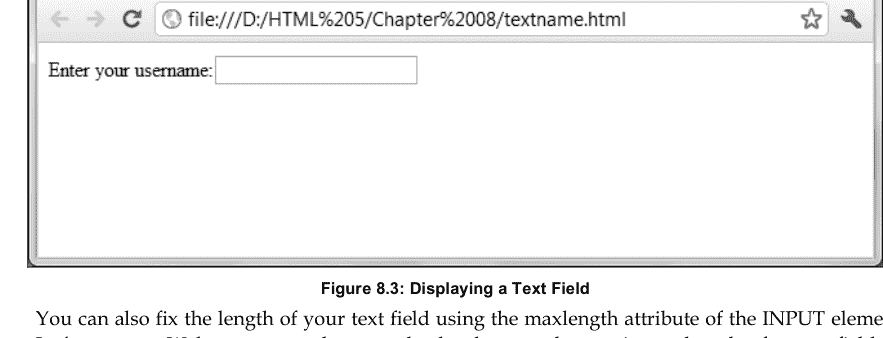 file:///D:/HTML%205/Chapter%2008/textname.html
Enter your username:
Figure 8.3: Displaying a Text Field
You can also fix the length of your text field using the maxlength attribute of the INPUT eleme